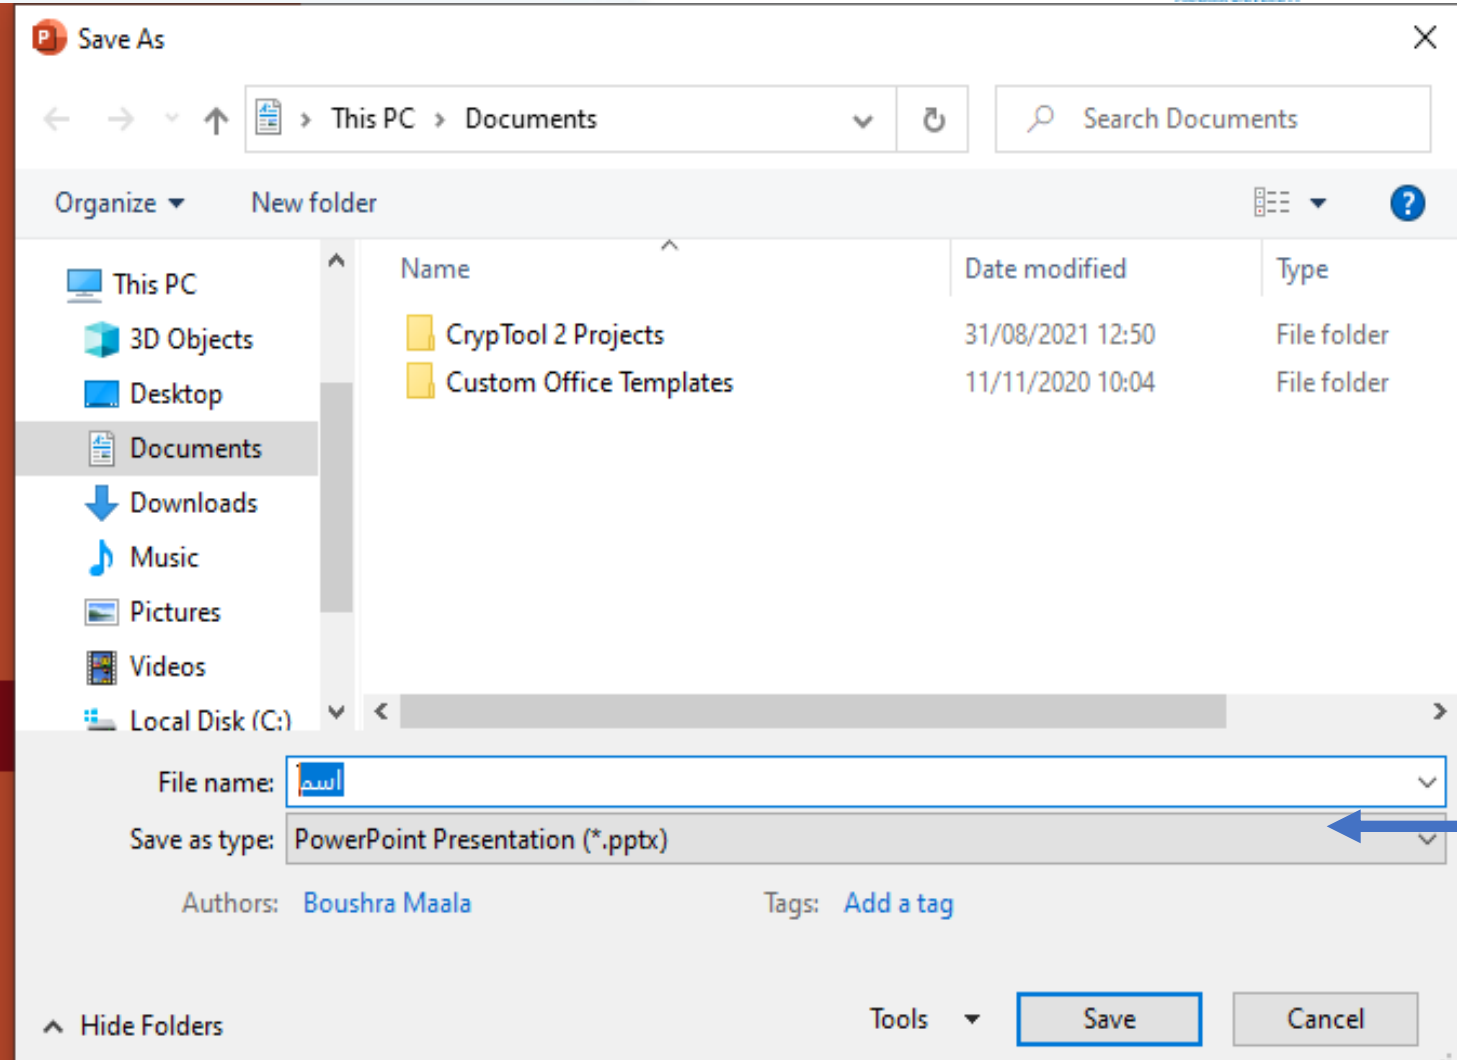 Save As
This PC > Documents
Search Documents
Organize
New folder
Name
Date modified
Type
This PC
3D Objects
Desktop
Documents
Downloads
Music
Pictures
Videos
Local Disk (C:)
CrypTool 2 Projects 31/08/2021 12:50 File folder
Custom Office Templates 11/11/2020 10:04 File folder
File name: اسم
Save as type: PowerPoint Presentation (*.pptx)
Authors: Boushra Maala Tags: Add a tag
Hide Folders
Tools
Save
Cancel